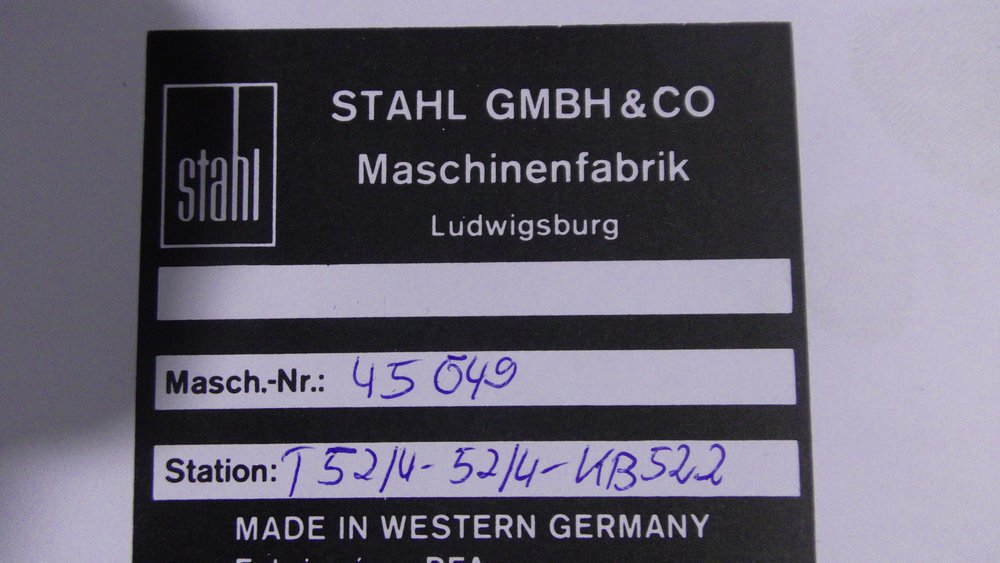 stahl
STAHL GMBH & CO
Maschinenfabrik
Ludwigsburg
Masch.-Nr.: 45 049
Station: T 52/4 - 52/4 - KB 522
MADE IN WESTERN GERMANY